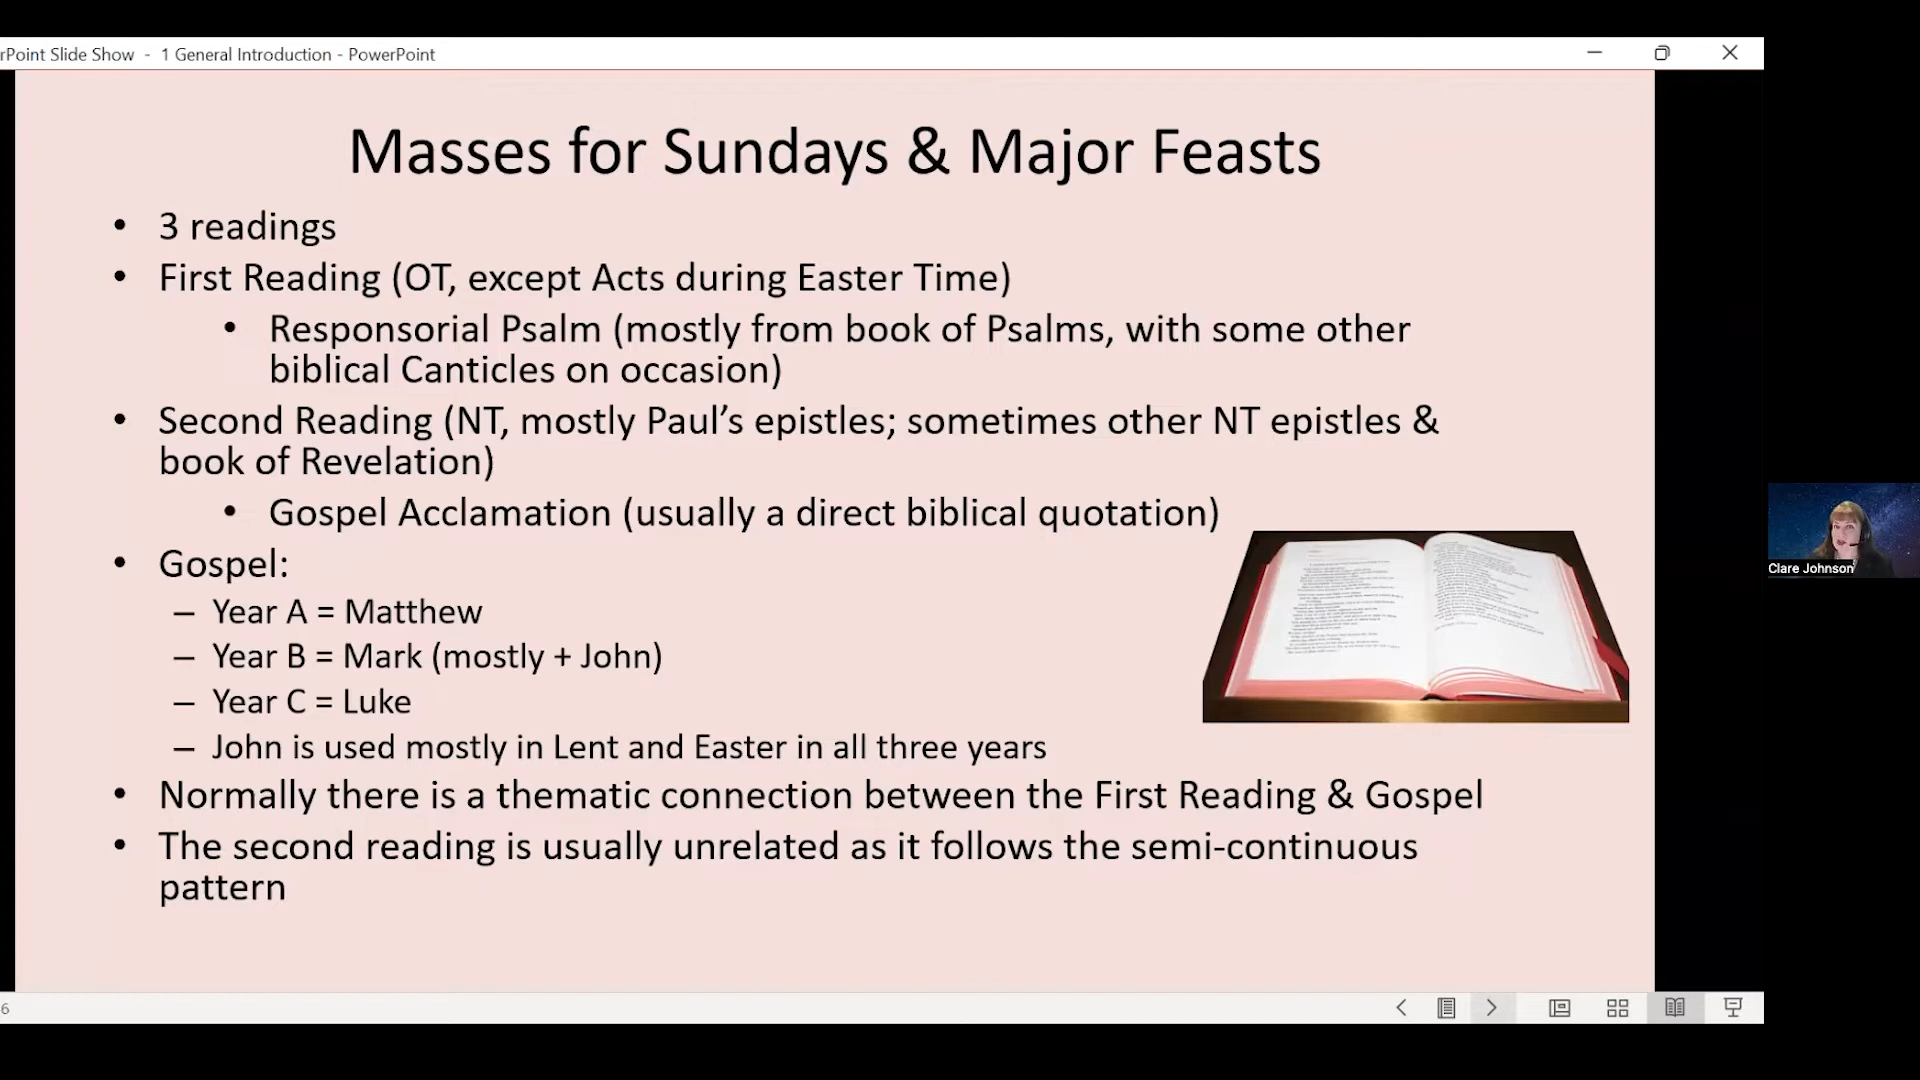 rPoint Slide Show - 1 General Introduction - PowerPoint
Masses for Sundays & Major Feasts
• 3 readings
• First Reading (OT, except Acts during Easter Time)
• Responsorial Psalm (mostly from book of Psalms, with some other
biblical Canticles on occasion)
• Second Reading (NT, mostly Paul’s epistles; sometimes other NT epistles &
book of Revelation)
• Gospel Acclamation (usually a direct biblical quotation)
• Gospel:
– Year A = Matthew
– Year B = Mark (mostly + John)
– Year C = Luke
– John is used mostly in Lent and Easter in all three years
• Normally there is a thematic connection between the First Reading & Gospel
• The second reading is usually unrelated as it follows the semi-continuous
pattern
Clare Johnson
6